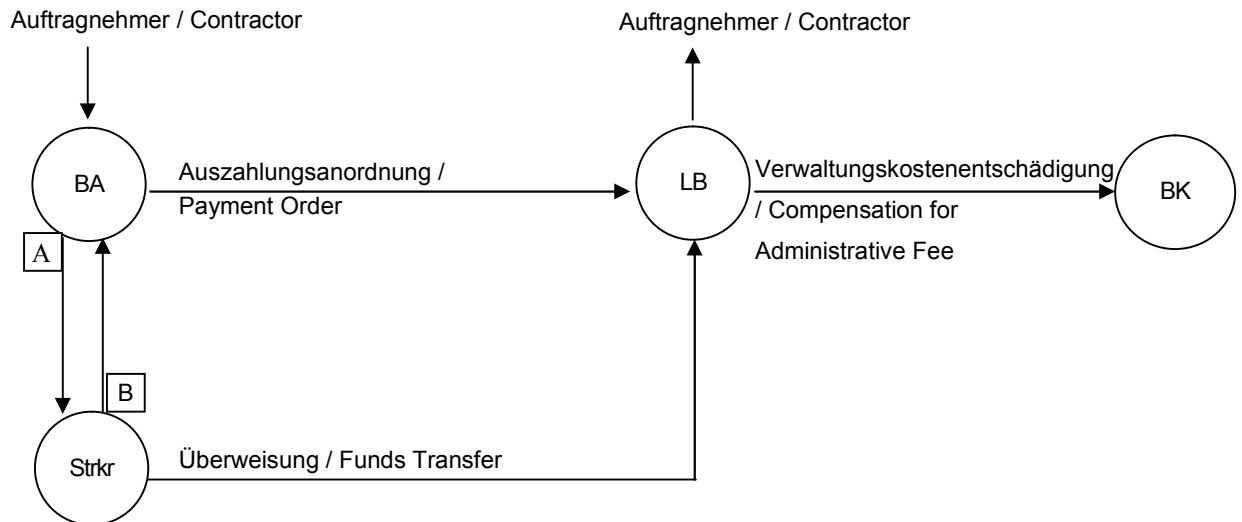 Auftragnehmer / Contractor
Auftragnehmer / Contractor
BA
Auszahlungsanordnung /
Payment Order
LB
Verwaltungskostenentschädigung
/ Compensation for
Administrative Fee
BK
A
B
Strkr
Überweisung / Funds Transfer